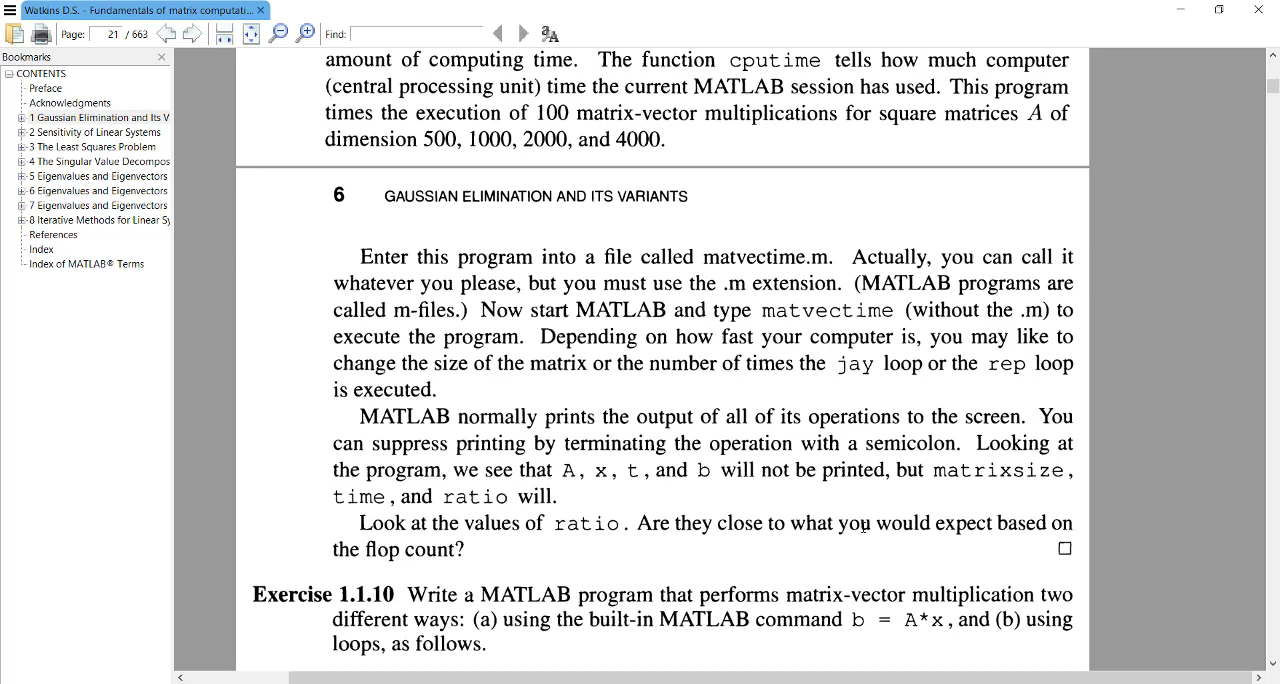 Watkins D.S. - Fundamentals of matrix computati...
Page: 21 / 663 Find:
Bookmarks
CONTENTS
Preface
Acknowledgments
1 Gaussian Elimination and Its V
2 Sensitivity of Linear Systems
3 The Least Squares Problem
4 The Singular Value Decompos
5 Eigenvalues and Eigenvectors
6 Eigenvalues and Eigenvectors
7 Eigenvalues and Eigenvectors
8 Iterative Methods for Linear Sy
References
Index
Index of MATLAB® Terms
amount of computing time. The function cputime tells how much computer
(central processing unit) time the current MATLAB session has used. This program
times the execution of 100 matrix-vector multiplications for square matrices A of
dimension 500, 1000, 2000, and 4000.
6 GAUSSIAN ELIMINATION AND ITS VARIANTS
Enter this program into a file called matvectime.m. Actually, you can call it
whatever you please, but you must use the .m extension. (MATLAB programs are
called m-files.) Now start MATLAB and type matvectime (without the .m) to
execute the program. Depending on how fast your computer is, you may like to
change the size of the matrix or the number of times the jay loop or the rep loop
is executed.
MATLAB normally prints the output of all of its operations to the screen. You
can suppress printing by terminating the operation with a semicolon. Looking at
the program, we see that A, x, t, and b will not be printed, but matrixsize,
time, and ratio will.
Look at the values of ratio. Are they close to what you would expect based on
the flop count?
Exercise 1.1.10 Write a MATLAB program that performs matrix-vector multiplication two
different ways: (a) using the built-in MATLAB command b = A*x, and (b) using
loops, as follows.